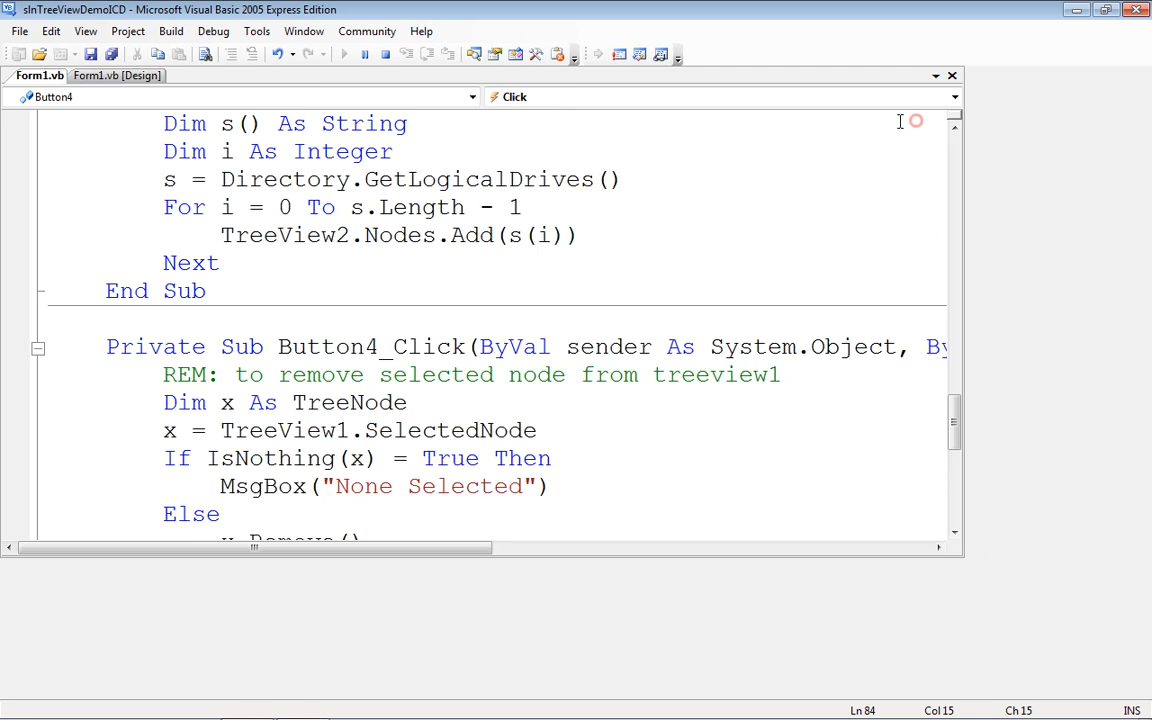 slnTreeViewDemoICD - Microsoft Visual Basic 2005 Express Edition
File Edit View Project Build Debug Data Tools Window Community Help
Form1.vb Form1.vb [Design]
Button4 Click
Dim s() As String
Dim i As Integer
s = Directory.GetLogicalDrives()
For i = 0 To s.Length - 1
TreeView2.Nodes.Add(s(i))
Next
End Sub
Private Sub Button4_Click(ByVal sender As System.Object, By
REM: to remove selected node from treeview1
Dim x As TreeNode
x = TreeView1.SelectedNode
If IsNothing(x) = True Then
MsgBox("None Selected")
Else
x.Remove()
Ln 84 Col 15 Ch 15 INS